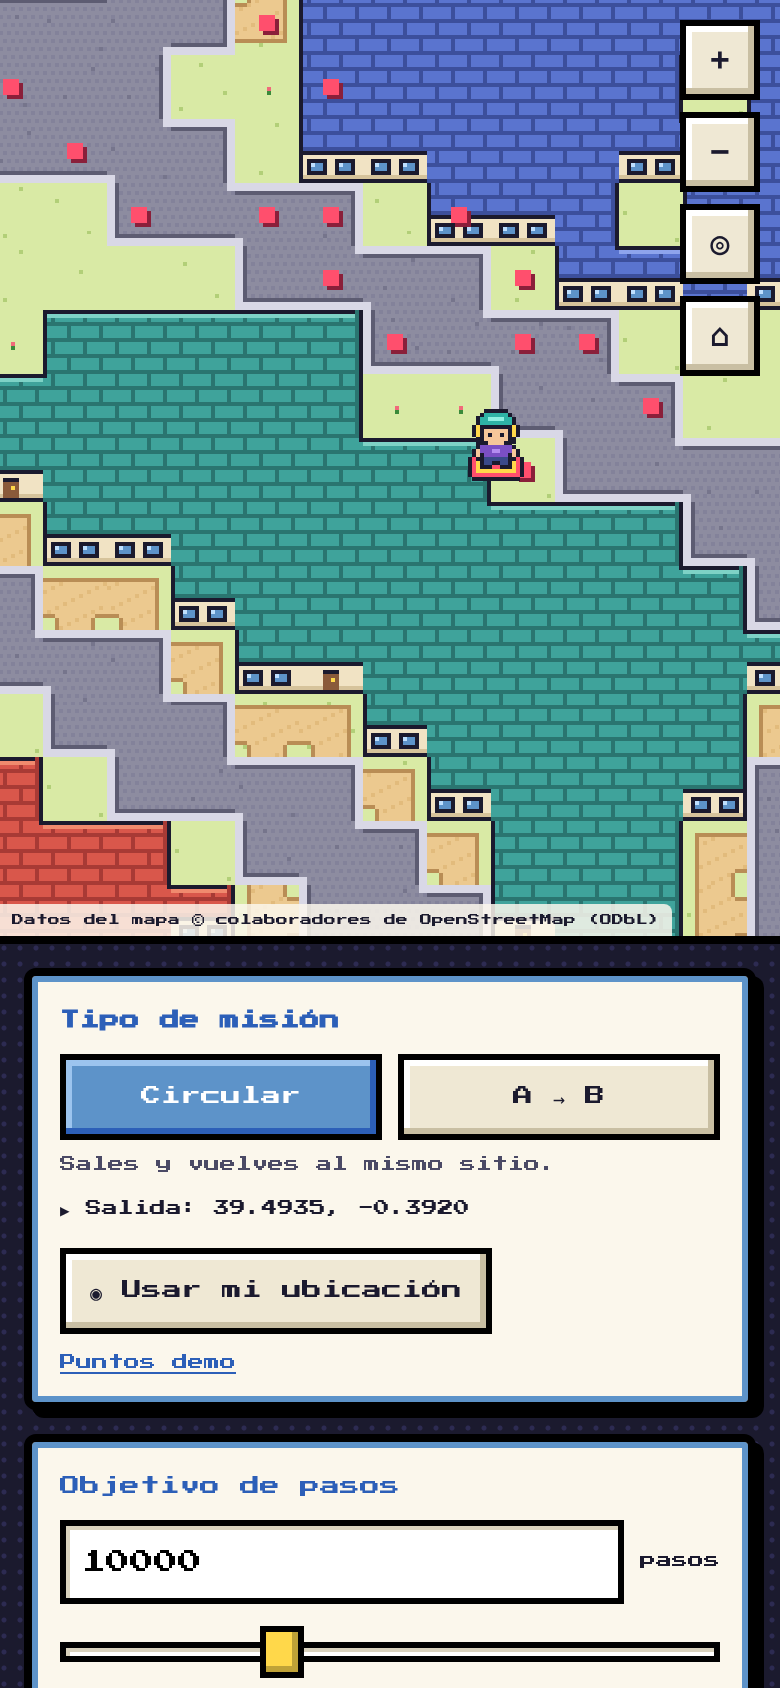 +
−
◎
⌂
Datos del mapa © colaboradores de OpenStreetMap (ODbL)
Tipo de misión
Circular
A → B
Sales y vuelves al mismo sitio.
▸ Salida: 39.4935, -0.3920
◉ Usar mi ubicación
Puntos demo
Objetivo de pasos
10000
pasos